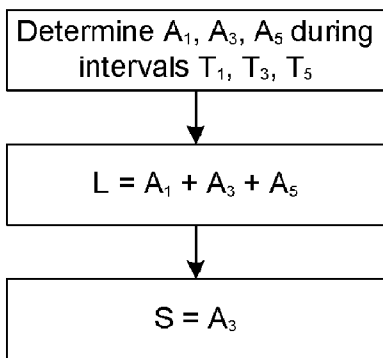 Determine A₁, A₃, A₅ during
intervals T₁, T₃, T₅
L = A₁ + A₃ + A₅
S = A₃